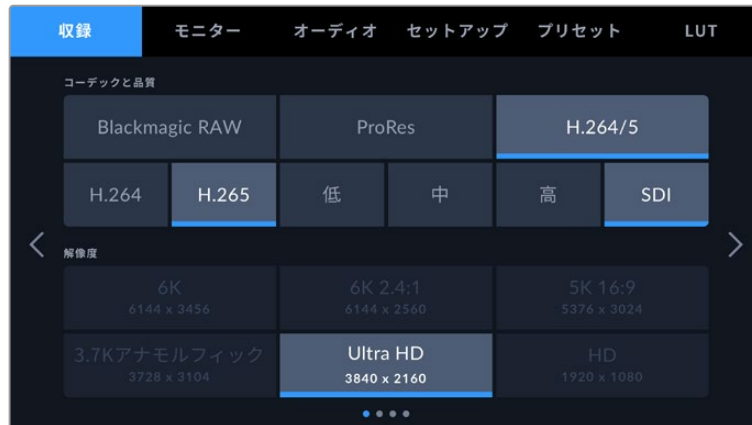 収録 モニター オーディオ セットアップ プリセット LUT
コーデックと品質
Blackmagic RAW ProRes H.264/5
H.264 H.265 低 中 高 SDI
解像度
6K 6K 2.4:1 5K 16:9
6144 x 3456 6144 x 2560 5376 x 3024
3.7Kアナモルフィック Ultra HD HD
3728 x 3104 3840 x 2160 1920 x 1080